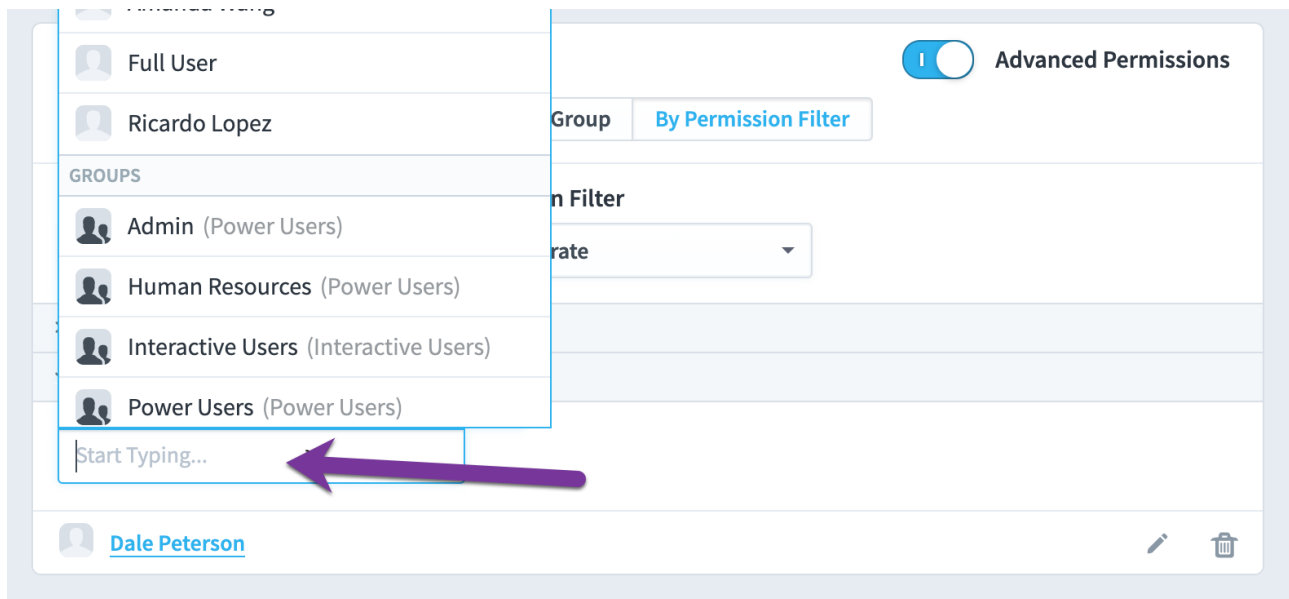 Full User
Advanced Permissions
Ricardo Lopez
Group
By Permission Filter
GROUPS
Filter
Admin (Power Users)
Human Resources (Power Users)
Interactive Users (Interactive Users)
Power Users (Power Users)
Start Typing...
Dale Peterson